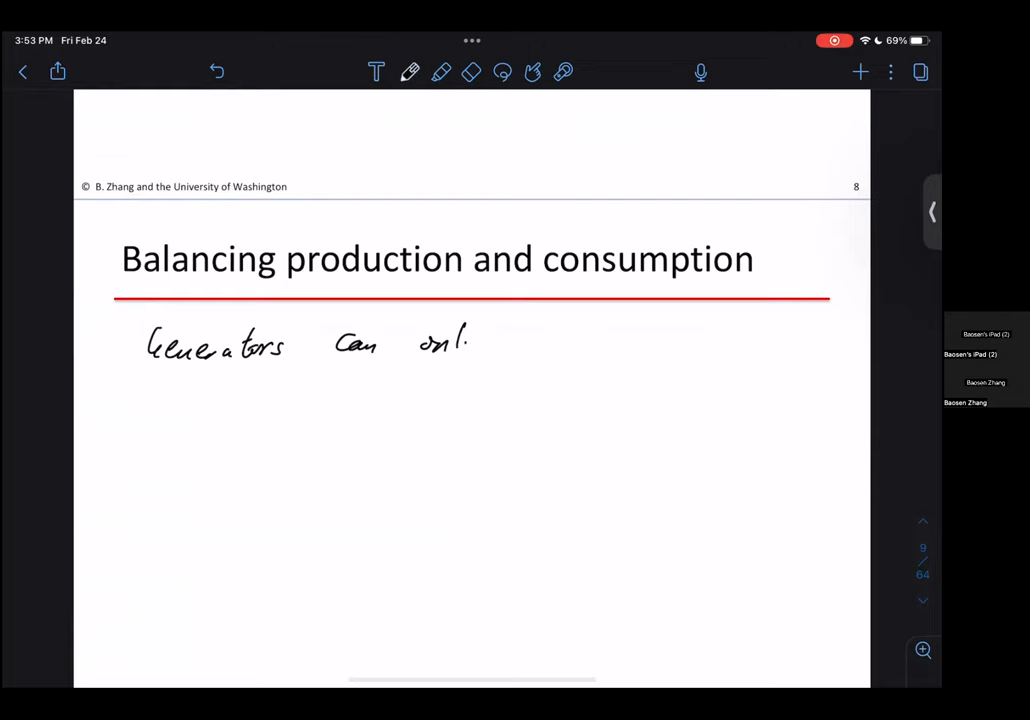 3:53 PM Fri Feb 24
69%
© B. Zhang and the University of Washington 8
Balancing production and consumption
Generators can onl
Baosen's iPad (2)
Baosen's iPad (2)
Baosen Zhang
Baosen Zhang
9
/
64